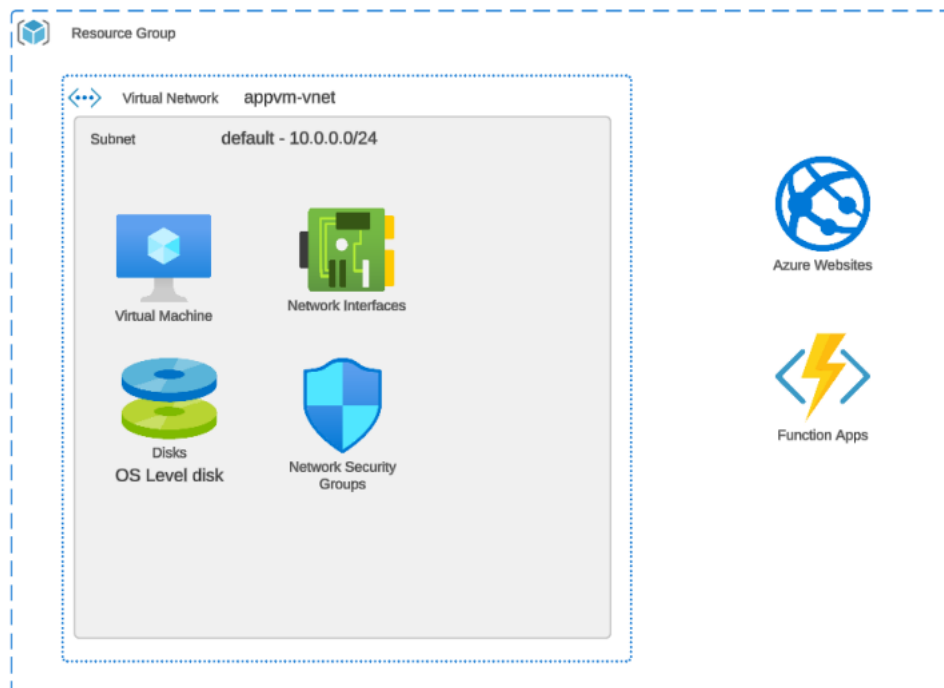 Resource Group
Virtual Network appvm-vnet
Subnet default - 10.0.0.0/24
Virtual Machine
Network Interfaces
Disks
OS Level disk
Network Security
Groups
Azure Websites
Function Apps